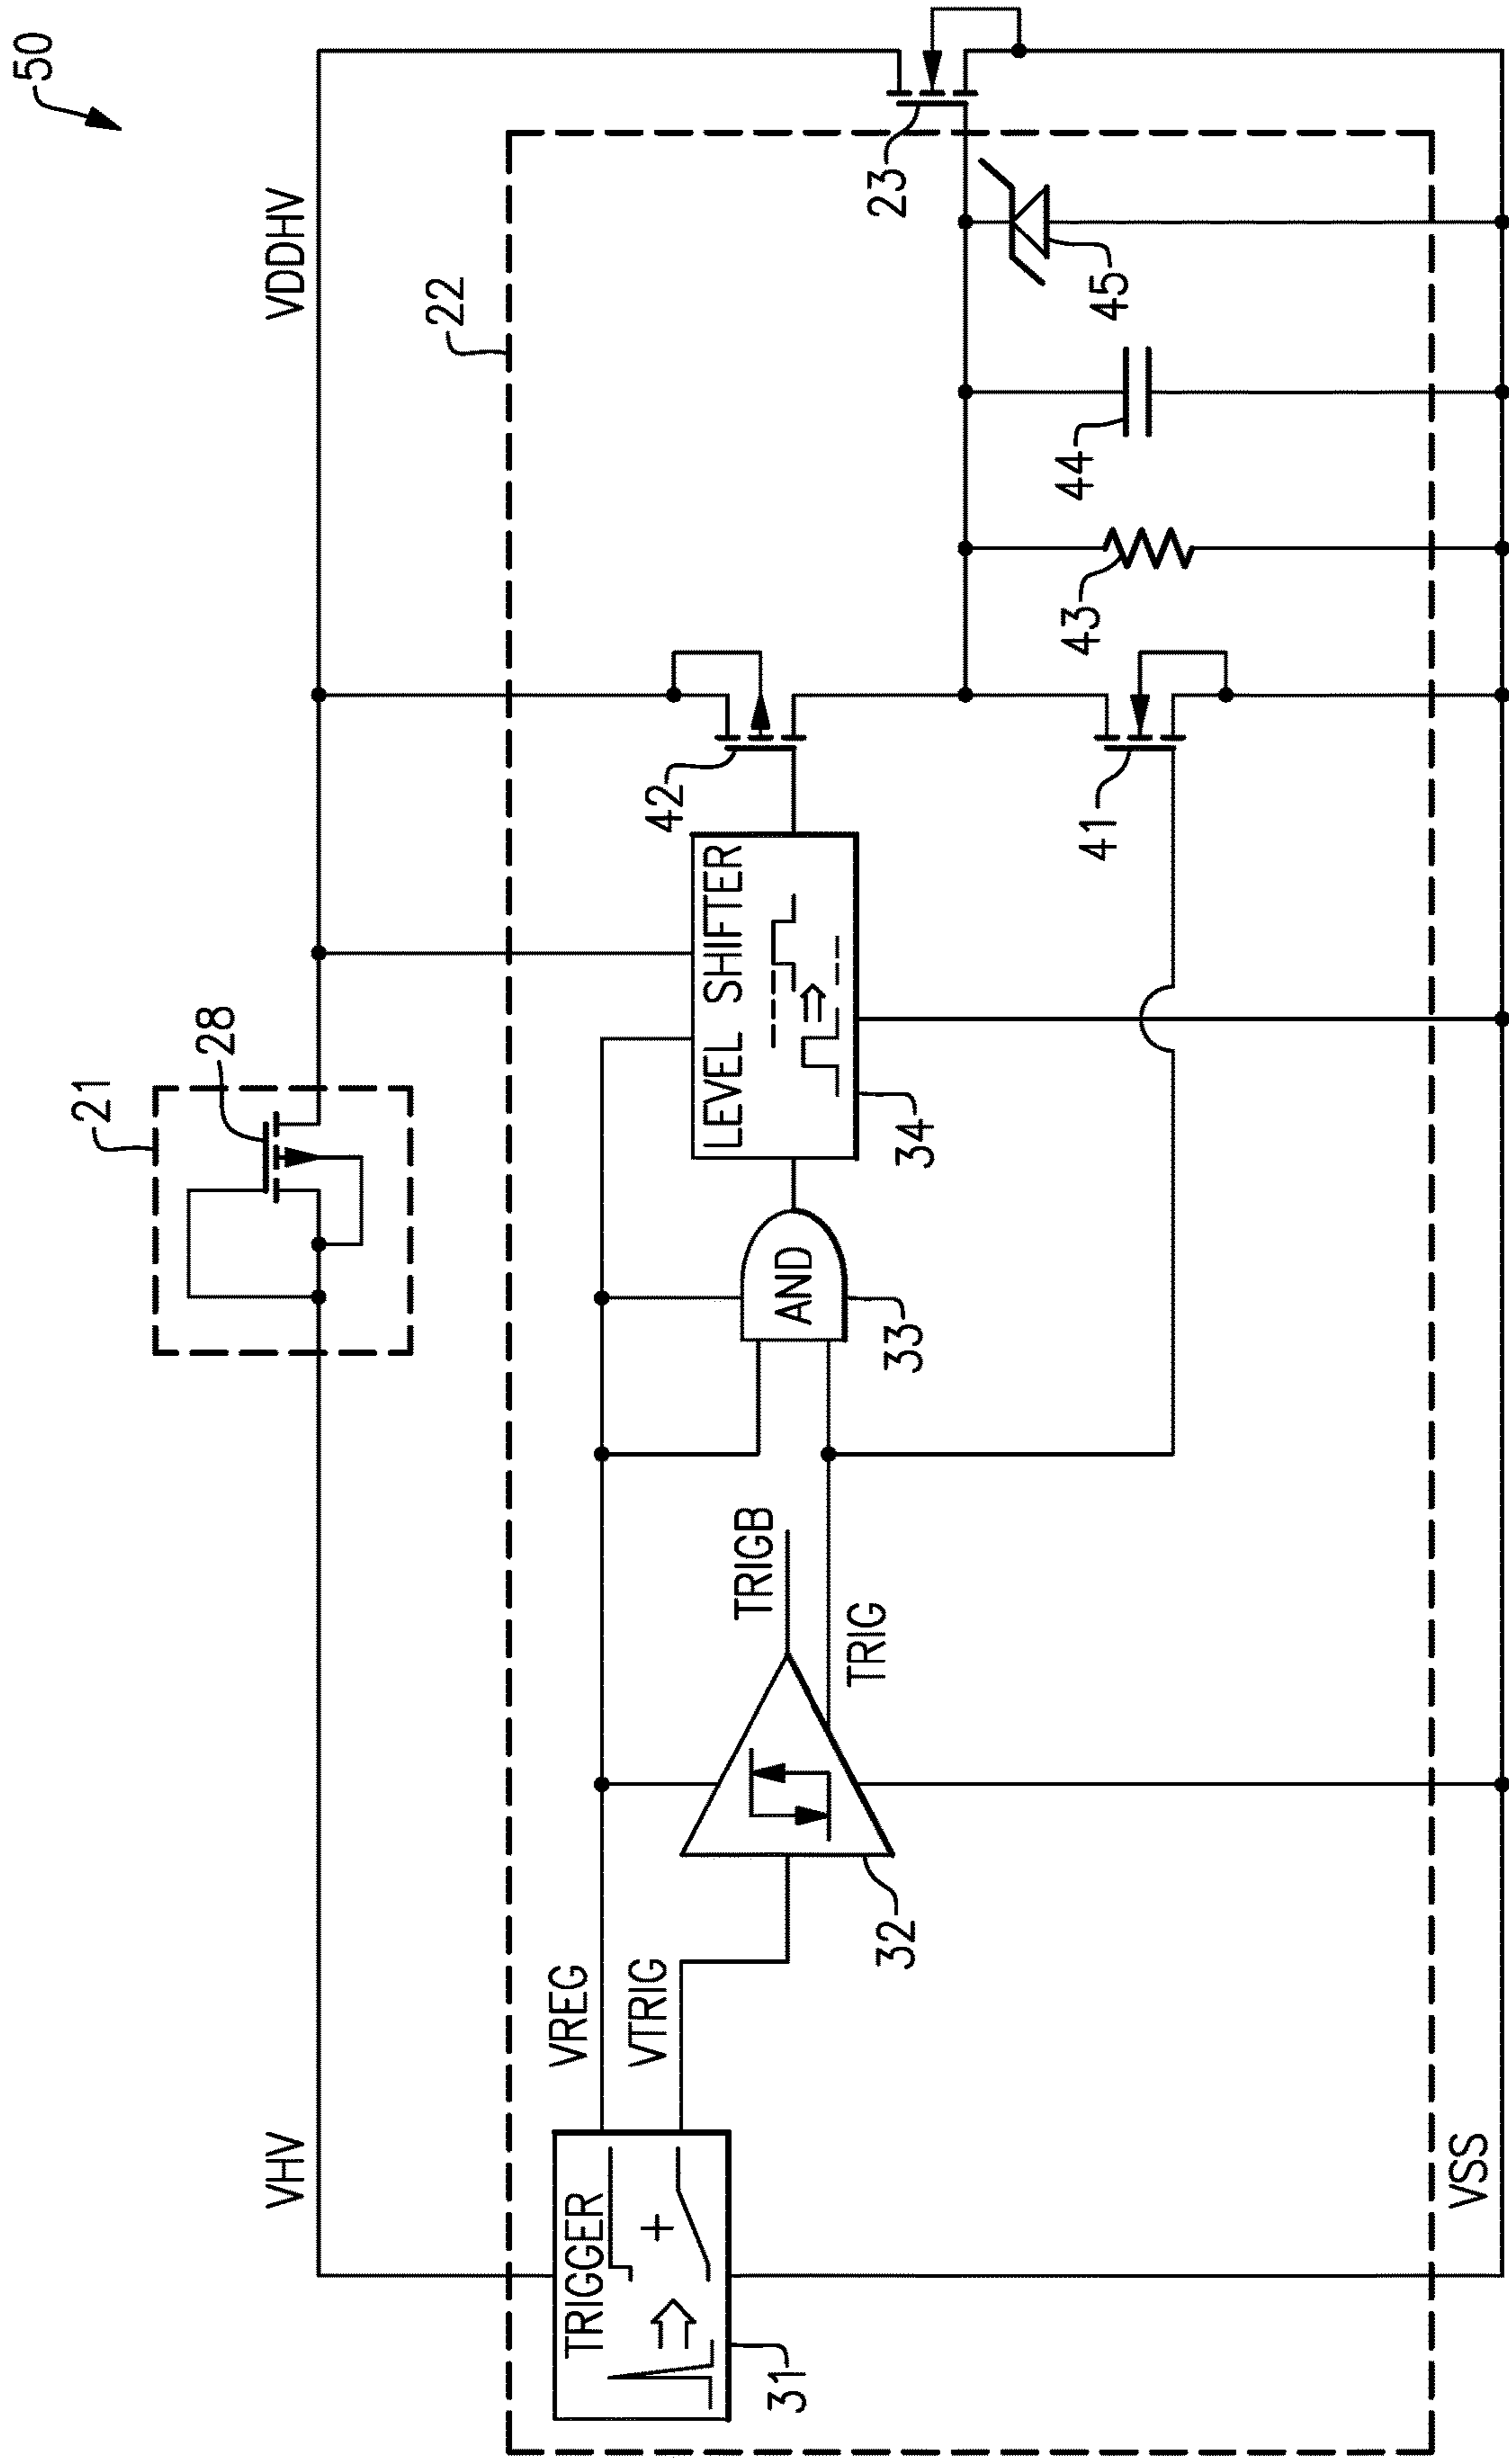 50
VHV
VDDHV
21
28
22
TRIGGER
+
31
VREG
VTRIG
32
TRIGB
TRIG
AND
33
LEVEL SHIFTER
34
42
41
43
44
45
23
VSS